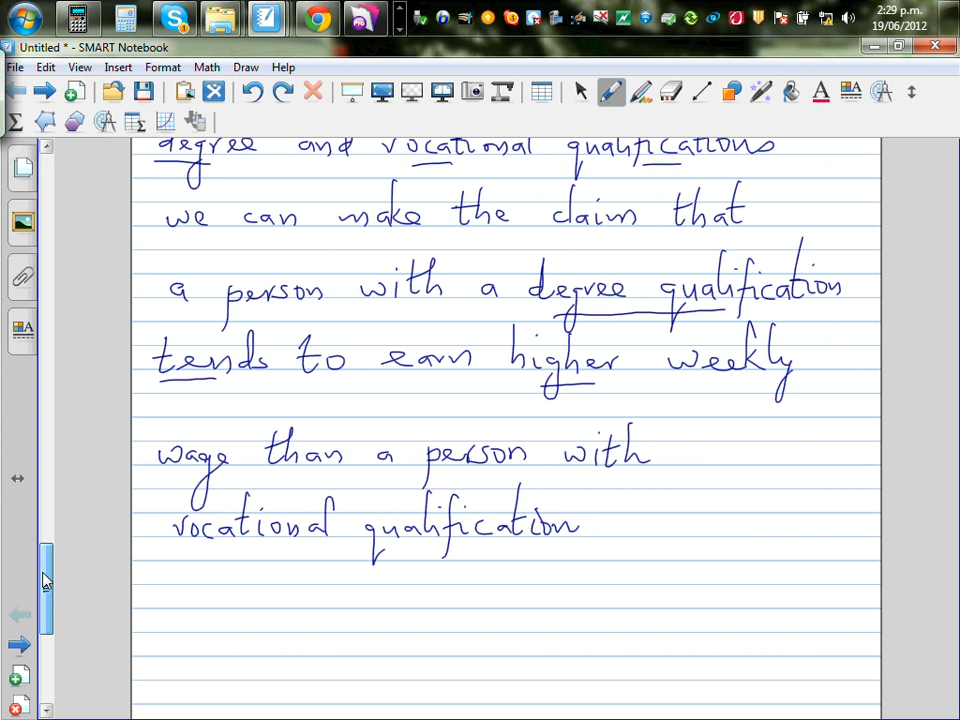 2:29 p.m.
19/06/2012
Untitled * - SMART Notebook
File Edit View Insert Format Math Draw Help
degree and vocational qualifications
we can make the claim that
a person with a degree qualification
tends to earn higher weekly
wage than a person with
vocational qualification